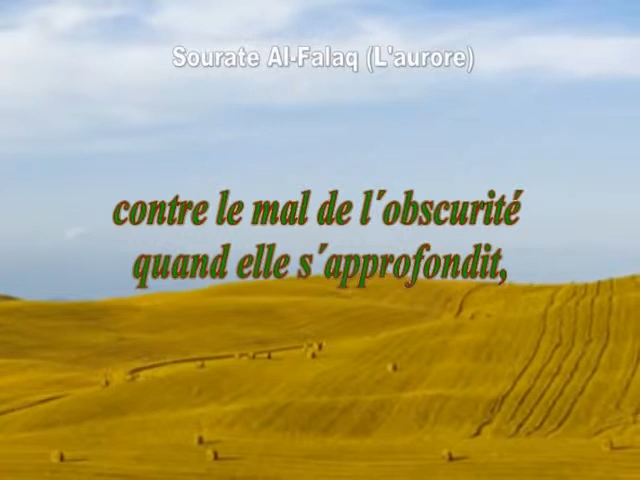 Sourate Al-Falaq (L'aurore)
contre le mal de l´obscurité
quand elle s´approfondit,